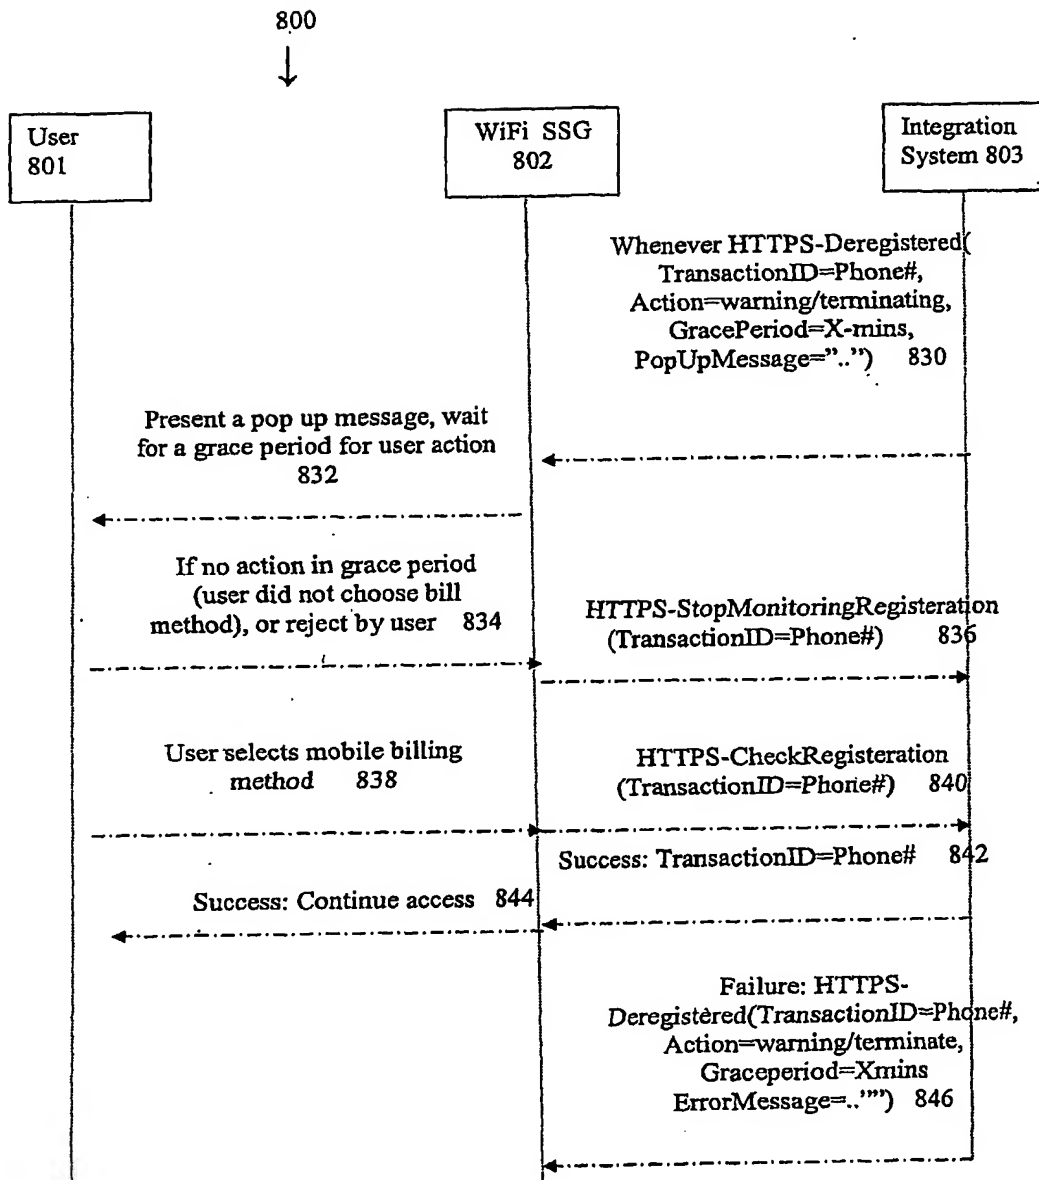 800
User
801
WiFi SSG
802
Integration
System 803
Whenever HTTPS-Deregistered(
TransactionID=Phone#,
Action=warning/terminating,
GracePeriod=X-mins,
PopUpMessage="..") 830
Present a pop up message, wait
for a grace period for user action
832
If no action in grace period
(user did not choose bill
method), or reject by user 834
HTTPS-StopMonitoringRegisteration
(TransactionID=Phone#) 836
User selects mobile billing
method 838
HTTPS-CheckRegisteration
(TransactionID=Phone#) 840
Success: TransactionID=Phone# 842
Success: Continue access 844
Failure: HTTPS-
Deregistered(TransactionID=Phone#,
Action=warning/terminate,
Graceperiod=Xmins
ErrorMessage=..””) 846